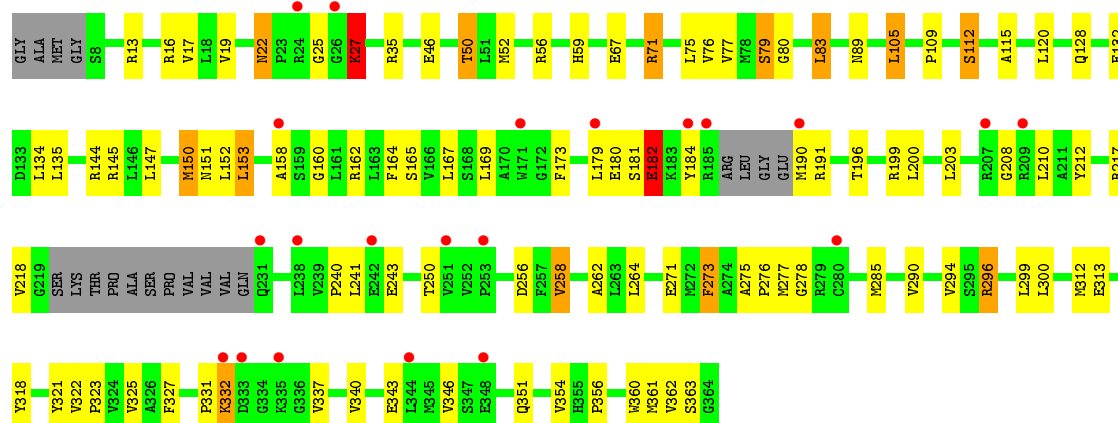 GLY ALA MET GLY S8 R13 R16 V17 L18 V19 N22 P23 R24 G25 G26 K27 R35 E46 T50 L51 M52 R56 H59 E67 R71 L75 V76 V77 M78 S79 G80 L83 N89 L105 P109 S112 A115 L120 Q128 E132
D133 L134 L135 R144 R145 L146 L147 M150 N151 L152 L153 A158 S159 G160 L161 R162 L163 F164 S165 V166 L167 S168 L169 A170 W171 G172 F173 L179 E180 S181 E182 K183 Y184 R185 ARG LEU GLY GLU M190 R191 T196 R199 L200 L203 R207 G208 R209 L210 A211 Y212 R217
V218 G219 SER LYS THR PRO ALA SER PRO VAL VAL VAL GLN Q231 L238 V239 P240 L241 E242 E243 T250 V251 V252 P253 D256 F257 V258 A262 L263 L264 E271 M272 F273 A274 A275 P276 M277 G278 R279 C280 M285 V290 V294 S295 R296 L299 L300 M312 E313
Y318 Y321 V322 P323 V324 V325 A326 F327 P331 K332 D333 G334 K335 G336 V337 V340 E343 L344 M345 V346 S347 E348 Q351 V354 H355 P356 W360 M361 V362 S363 G364